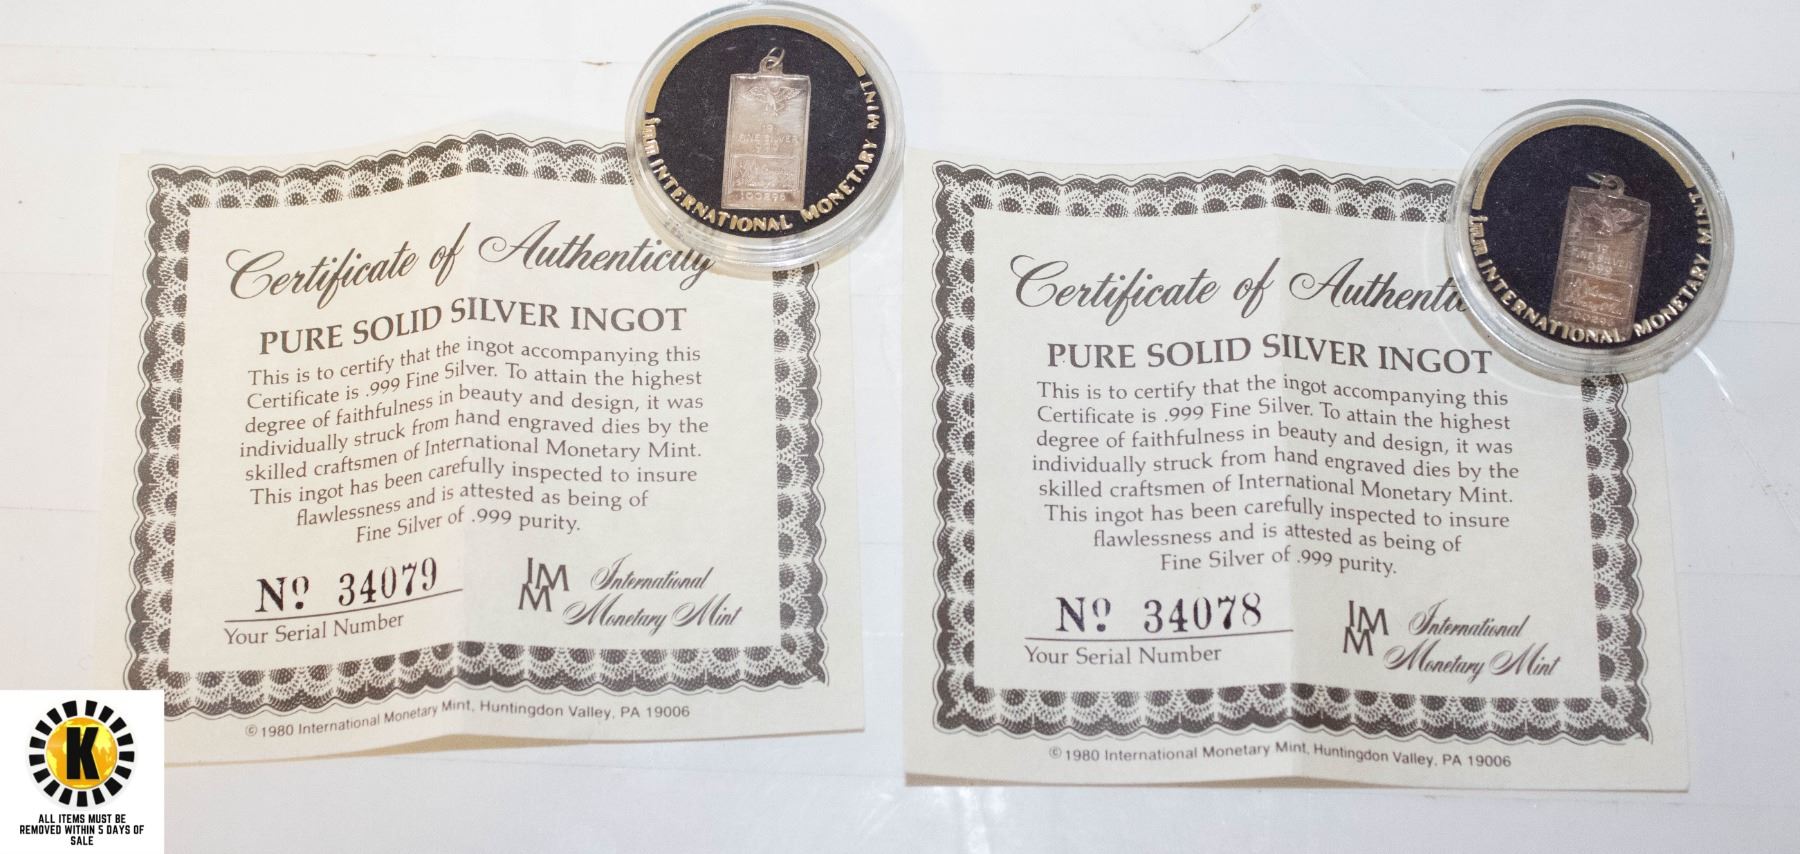 Certificate of Authenticity
PURE SOLID SILVER INGOT
This is to certify that the ingot accompanying this
Certificate is .999 Fine Silver. To attain the highest
degree of faithfulness in beauty and design, it was
individually struck from hand engraved dies by the
skilled craftsmen of International Monetary Mint.
This ingot has been carefully inspected to insure
flawlessness and is attested as being of
Fine Silver of .999 purity.
Nº 34079
Your Serial Number
IMM
International
Monetary Mint
© 1980 International Monetary Mint, Huntingdon Valley, PA 19006
imm INTERNATIONAL MONETARY MINT
FINE SILVER
Certificate of
PURE SOLID SILVER INGOT
This is to certify that the ingot accompanying this
Certificate is .999 Fine Silver. To attain the highest
degree of faithfulness in beauty and design, it was
individually struck from hand engraved dies by the
skilled craftsmen of International Monetary Mint.
This ingot has been carefully inspected to insure
flawlessness and is attested as being of
Fine Silver of .999 purity.
Nº 34078
Your Serial Number
IMM
International
Monetary Mint
© 1980 International Monetary Mint, Huntingdon Valley, PA 19006
imm INTERNATIONAL MONETARY MINT
FINE SILVER
999
K
ALL ITEMS MUST BE
REMOVED WITHIN 5 DAYS OF
SALE